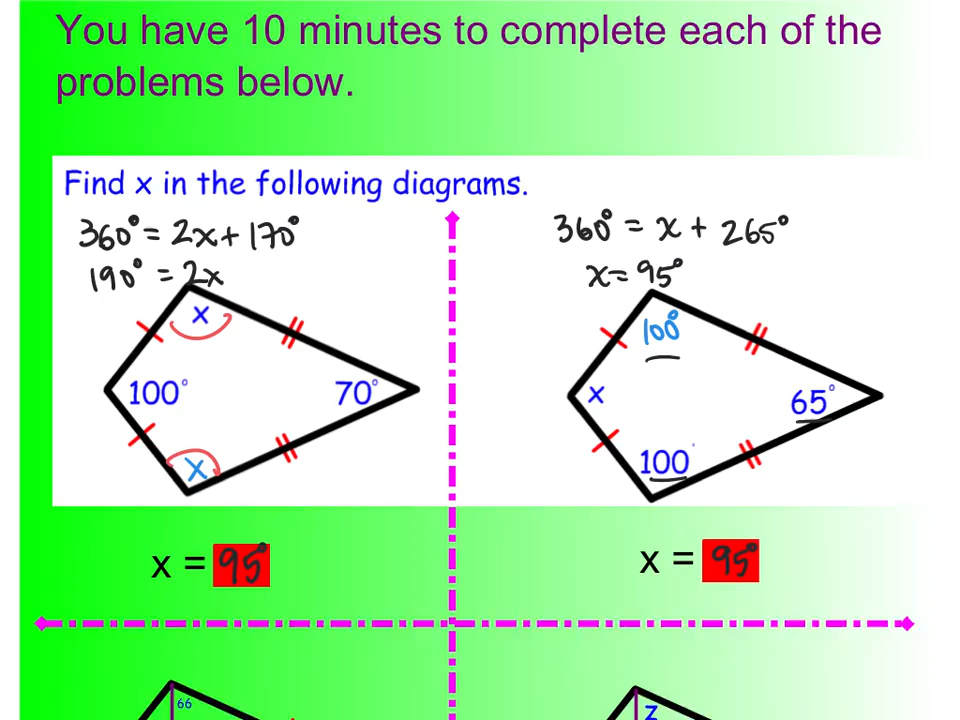 You have 10 minutes to complete each of the
problems below.
Find x in the following diagrams.
360° = 2x + 170°
190° = 2x
x
100°
70°
x
x = 95°
360° = x + 265°
x = 95°
100°
x
65°
100°
x = 95°
66
z